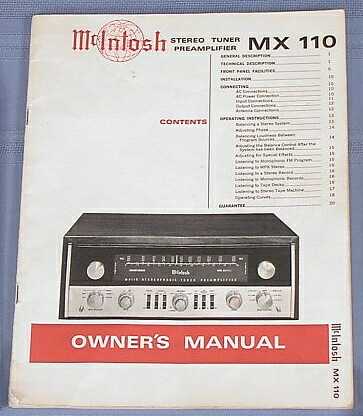 McIntosh STEREO TUNER PREAMPLIFIER MX 110
GENERAL DESCRIPTION 1
TECHNICAL DESCRIPTION
FRONT PANEL FACILITIES
INSTALLATION
CONNECTING
AC Connections
AC Power Connection
Input Connections
Output Connections
Antenna Connections
OPERATING INSTRUCTIONS
Balancing a Stereo System
Adjusting Phase
Balancing Loudness Between
Program Sources 14
Adjusting the Balance Control After the
System has been Balanced
Adjusting for Special Effects
Listening to Monophonic FM Program
Listening to MPX Stereo
Listening to a Stereo Record
Listening to Monophonic Records
Listening to Tape Decks
Listening to Stereo Tape Machine
Operating Curves
GUARANTEE 20
CONTENTS
McIntosh
OWNER'S MANUAL
McIntosh MX 110